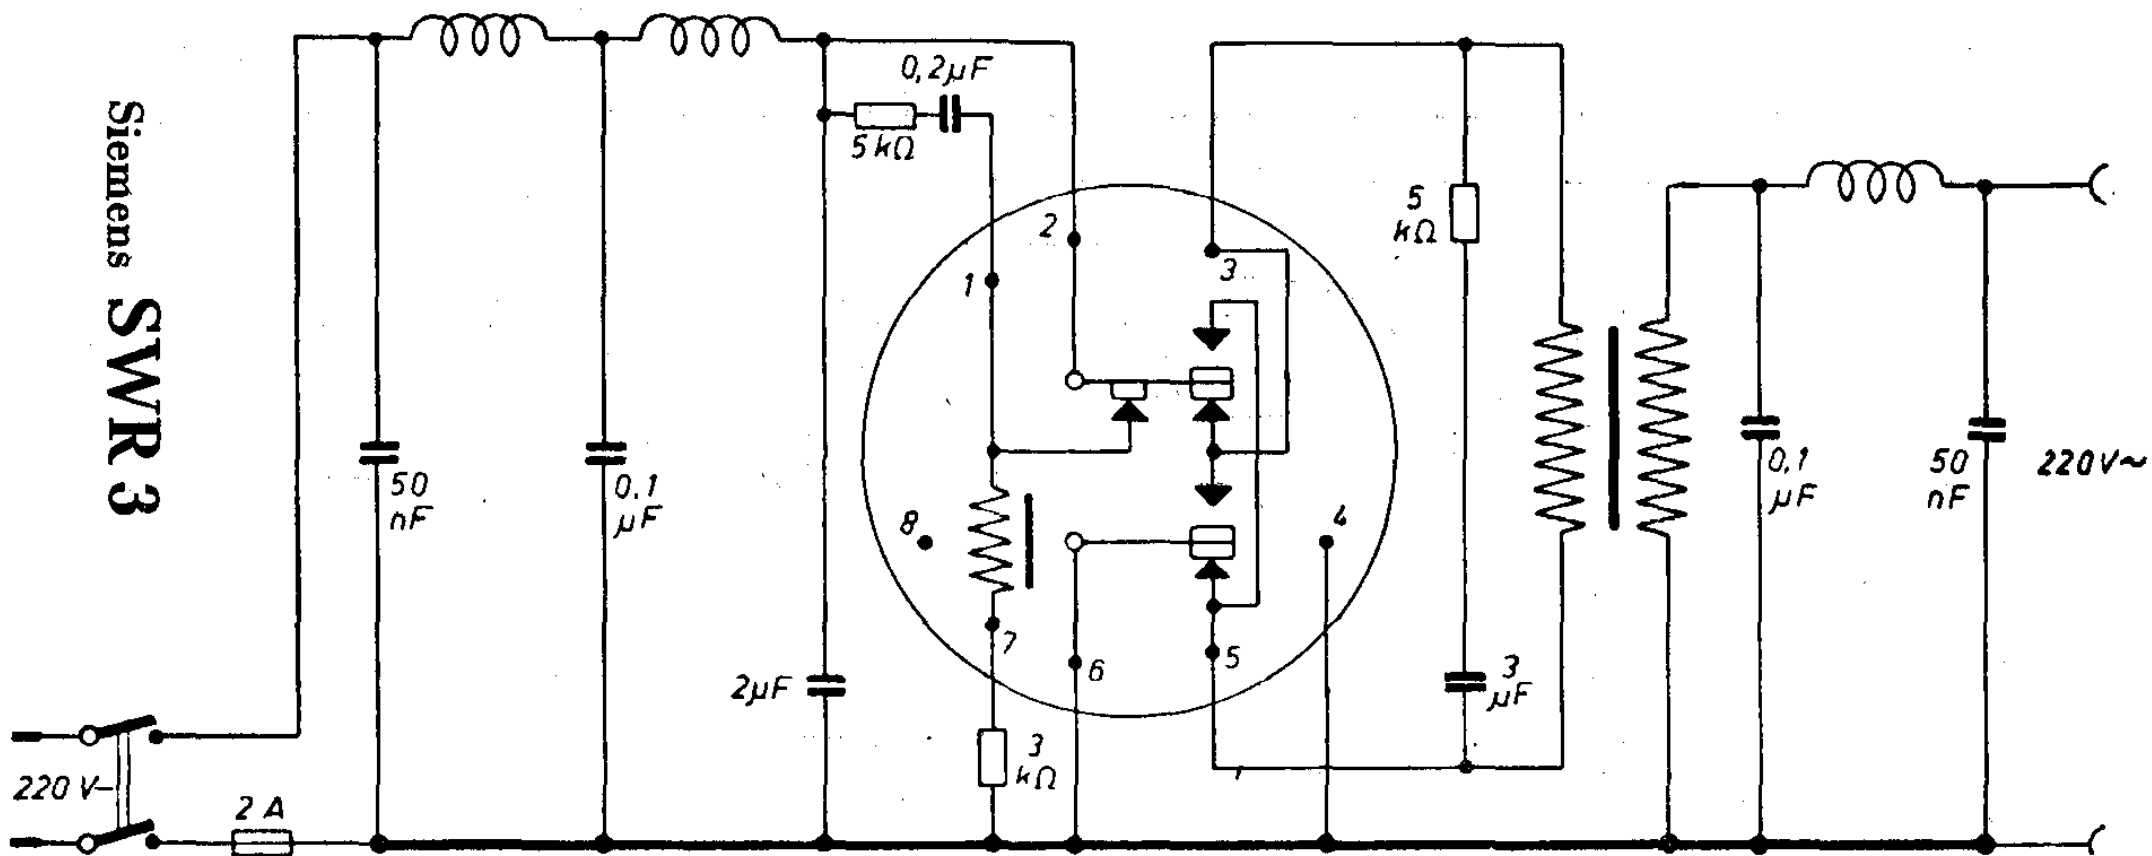 Siemens SWR 3
0,2µF
5 kΩ
2
1
3
8
4
7
6
5
50
nF
0,1
µF
2µF
3
kΩ
5
kΩ
3
µF
0,1
µF
50
nF
220V~
220 V–
2 A